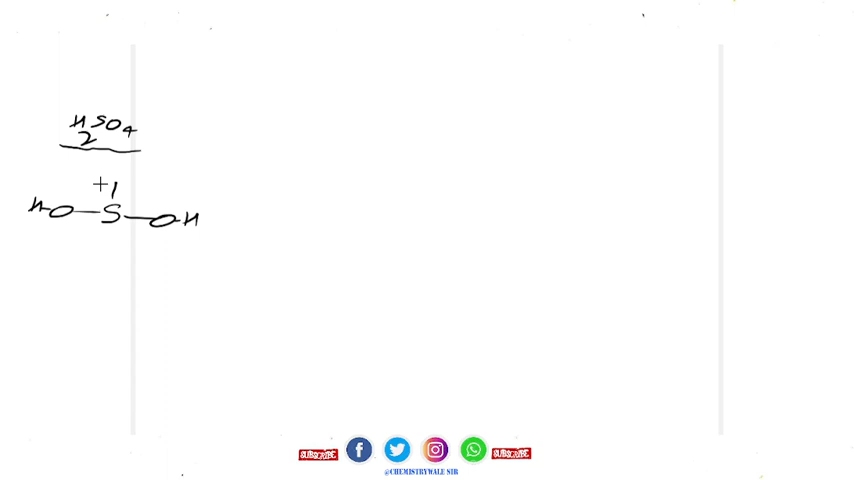 H2SO4
+1
HO-S-OH
SUBSCRIBE SUBSCRIBE
@CHEMISTRYWALE SIR